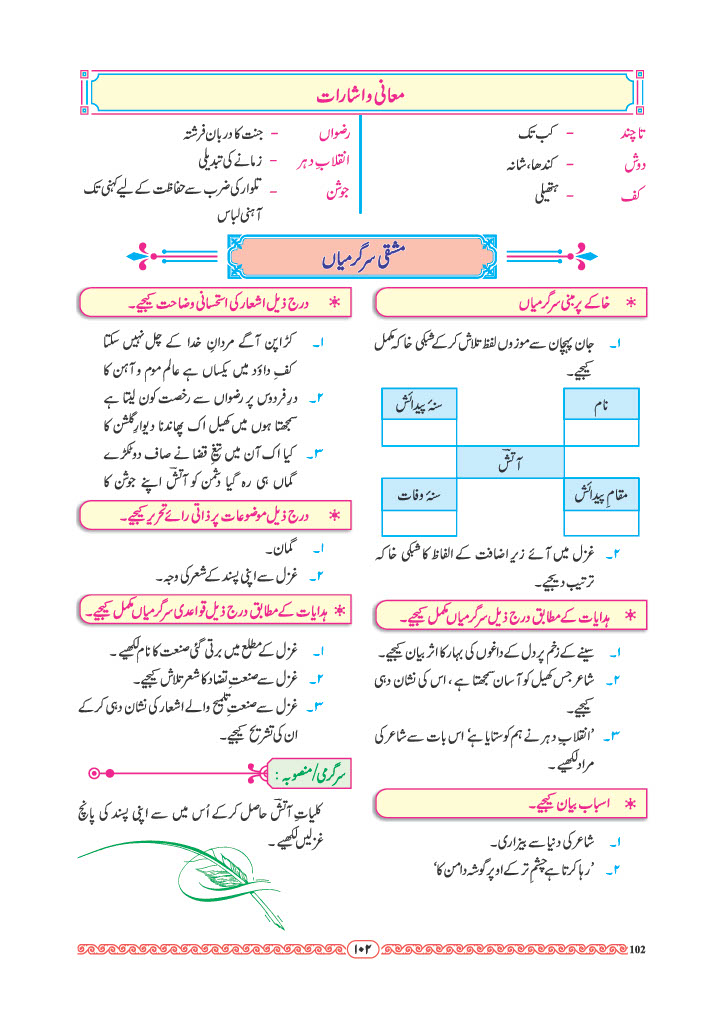 معانی و اشارات
تا چند - کب تک
دوش - کندھا، شانہ
کف - ہتھیلی
رضواں - جنت کا دربان فرشتہ
انقلابِ دہر - زمانے کی تبدیلی
جوشن - تلوار کی ضرب سے حفاظت کے لیے کہنی تک
آہنی لباس
مشقی سرگرمیاں
* خاکے پر مبنی سرگرمیاں
۱۔ جان پہچان سے موزوں لفظ تلاش کرکے شبکی خاکہ مکمل
کیجیے۔
نام
سنۂ پیدائش
آتشؔ
مقامِ پیدائش
سنۂ وفات
۲۔ غزل میں آئے زیرِ اضافت کے الفاظ کا شبکی خاکہ
ترتیب دیجیے۔
* ہدایات کے مطابق درج ذیل سرگرمیاں مکمل کیجیے۔
۱۔ سینے کے زخم پر دل کے داغوں کی بہار کا اثر بیان کیجیے۔
۲۔ شاعر جس کھیل کو آسان سمجھتا ہے، اس کی نشان دہی
کیجیے۔
۳۔ 'انقلابِ دہر نے ہم کو ستایا ہے' اس بات سے شاعر کی
مراد لکھیے۔
* اسباب بیان کیجیے۔
۱۔ شاعر کی دنیا سے بیزاری۔
۲۔ 'رہا کرتا ہے چشمِ تر کے اوپر گوشہ دامن کا'
* درج ذیل اشعار کی استحسانی وضاحت کیجیے۔
۱۔ کڑاپن آگے مردانِ خدا کے چل نہیں سکتا
کفِ داؤد میں یکساں ہے عالم موم و آہن کا
۲۔ درِ فردوس پر رضواں سے رخصت کون لیتا ہے
سمجھتا ہوں میں کھیل اک پھاندنا دیوارِ گلشن کا
۳۔ کیا اک آن میں تیغِ قضا نے صاف دو ٹکڑے
گماں ہی رہ گیا دشمن کو آتشؔ اپنے جوشن کا
* درج ذیل موضوعات پر ذاتی رائے تحریر کیجیے۔
۱۔ گمان۔
۲۔ غزل سے اپنی پسند کے شعر کی وجہ۔
* ہدایات کے مطابق درج ذیل قواعدی سرگرمیاں مکمل کیجیے۔
۱۔ غزل کے مطلع میں برتی گئی صنعت کا نام لکھیے۔
۲۔ غزل سے صنعتِ تضاد کا شعر تلاش کیجیے۔
۳۔ غزل سے صنعتِ تلمیح والے اشعار کی نشان دہی کرکے
ان کی تشریح کیجیے۔
سرگرمی/منصوبہ :
کلیاتِ آتشؔ حاصل کرکے اُس میں سے اپنی پسند کی پانچ
غزلیں لکھیے۔
۱۰۲
102